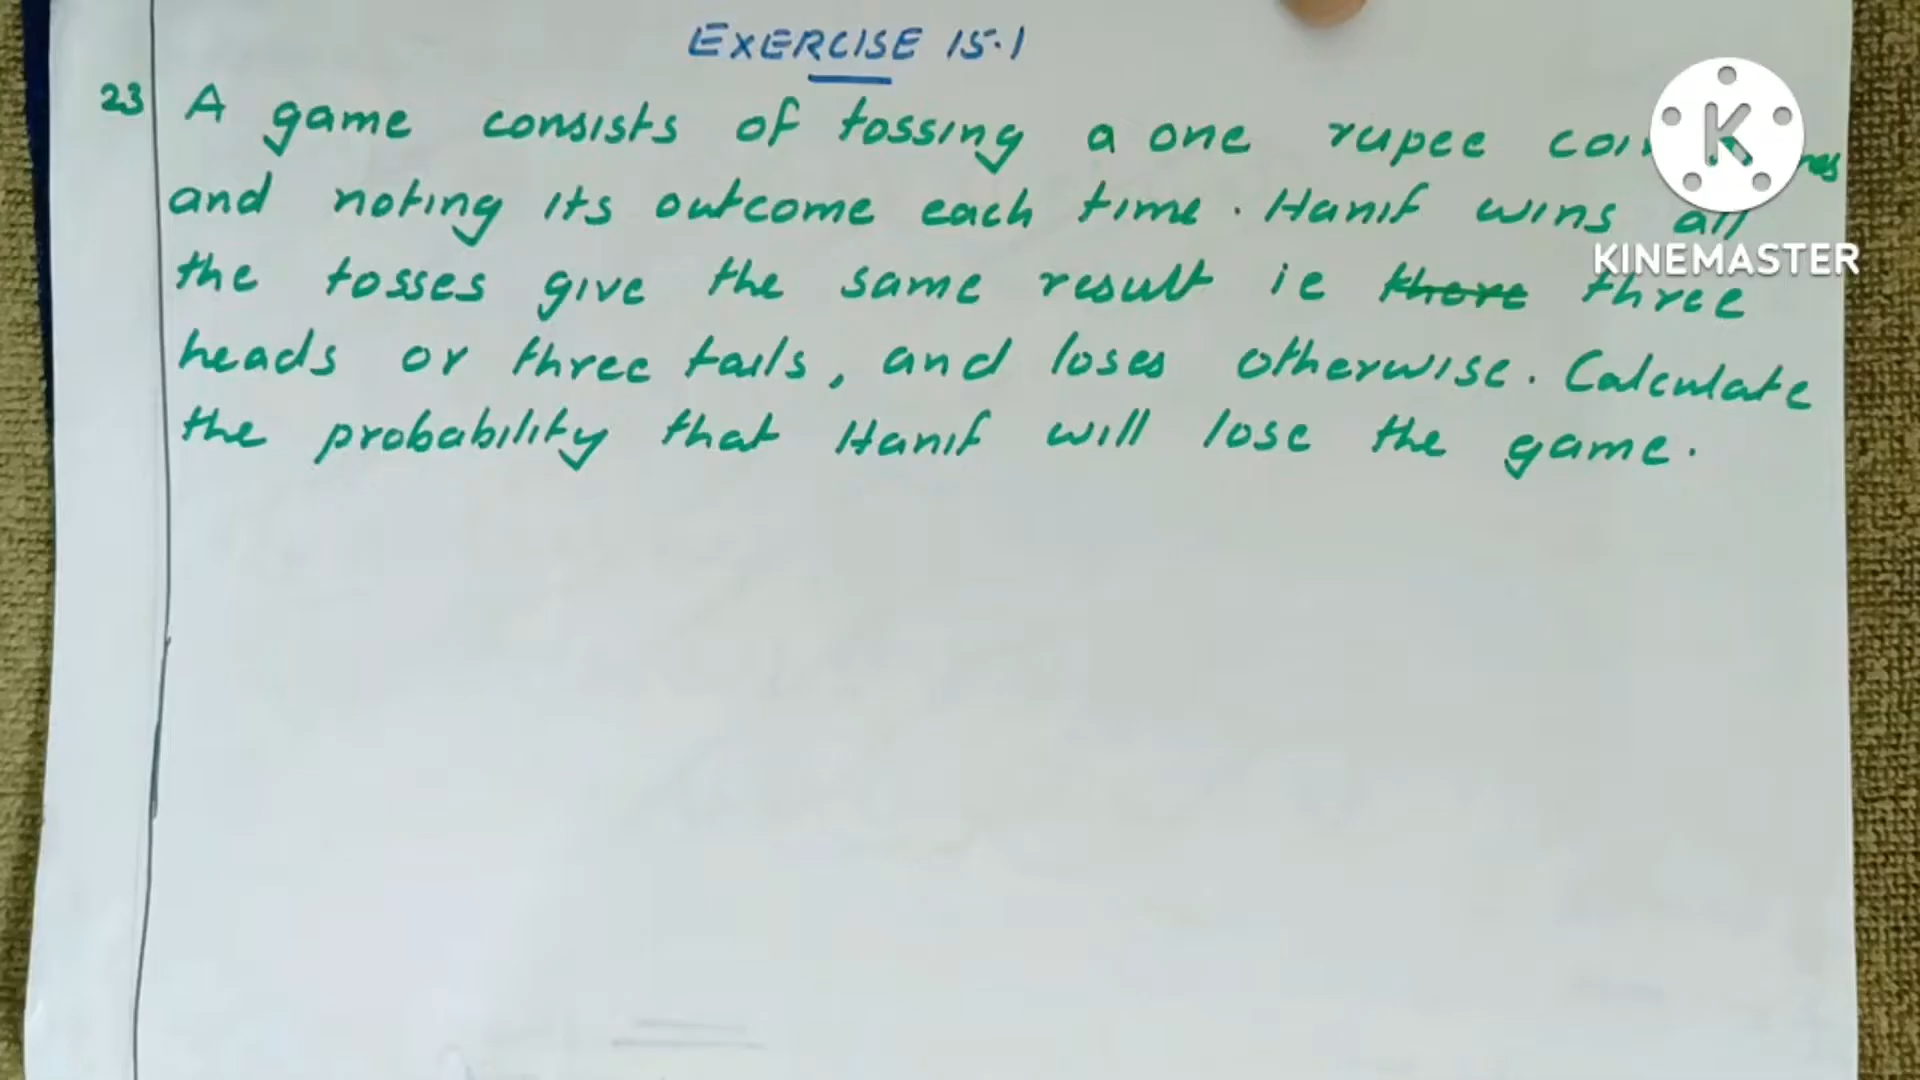 EXERCISE 15.1
23 A game consists of tossing a one rupee
and noting its outcome each time. Hanif wins all
the tosses give the same result ie there three
heads or three tails, and loses otherwise. Calculate
the probability that Hanif will lose the game.
K
KINEMASTER